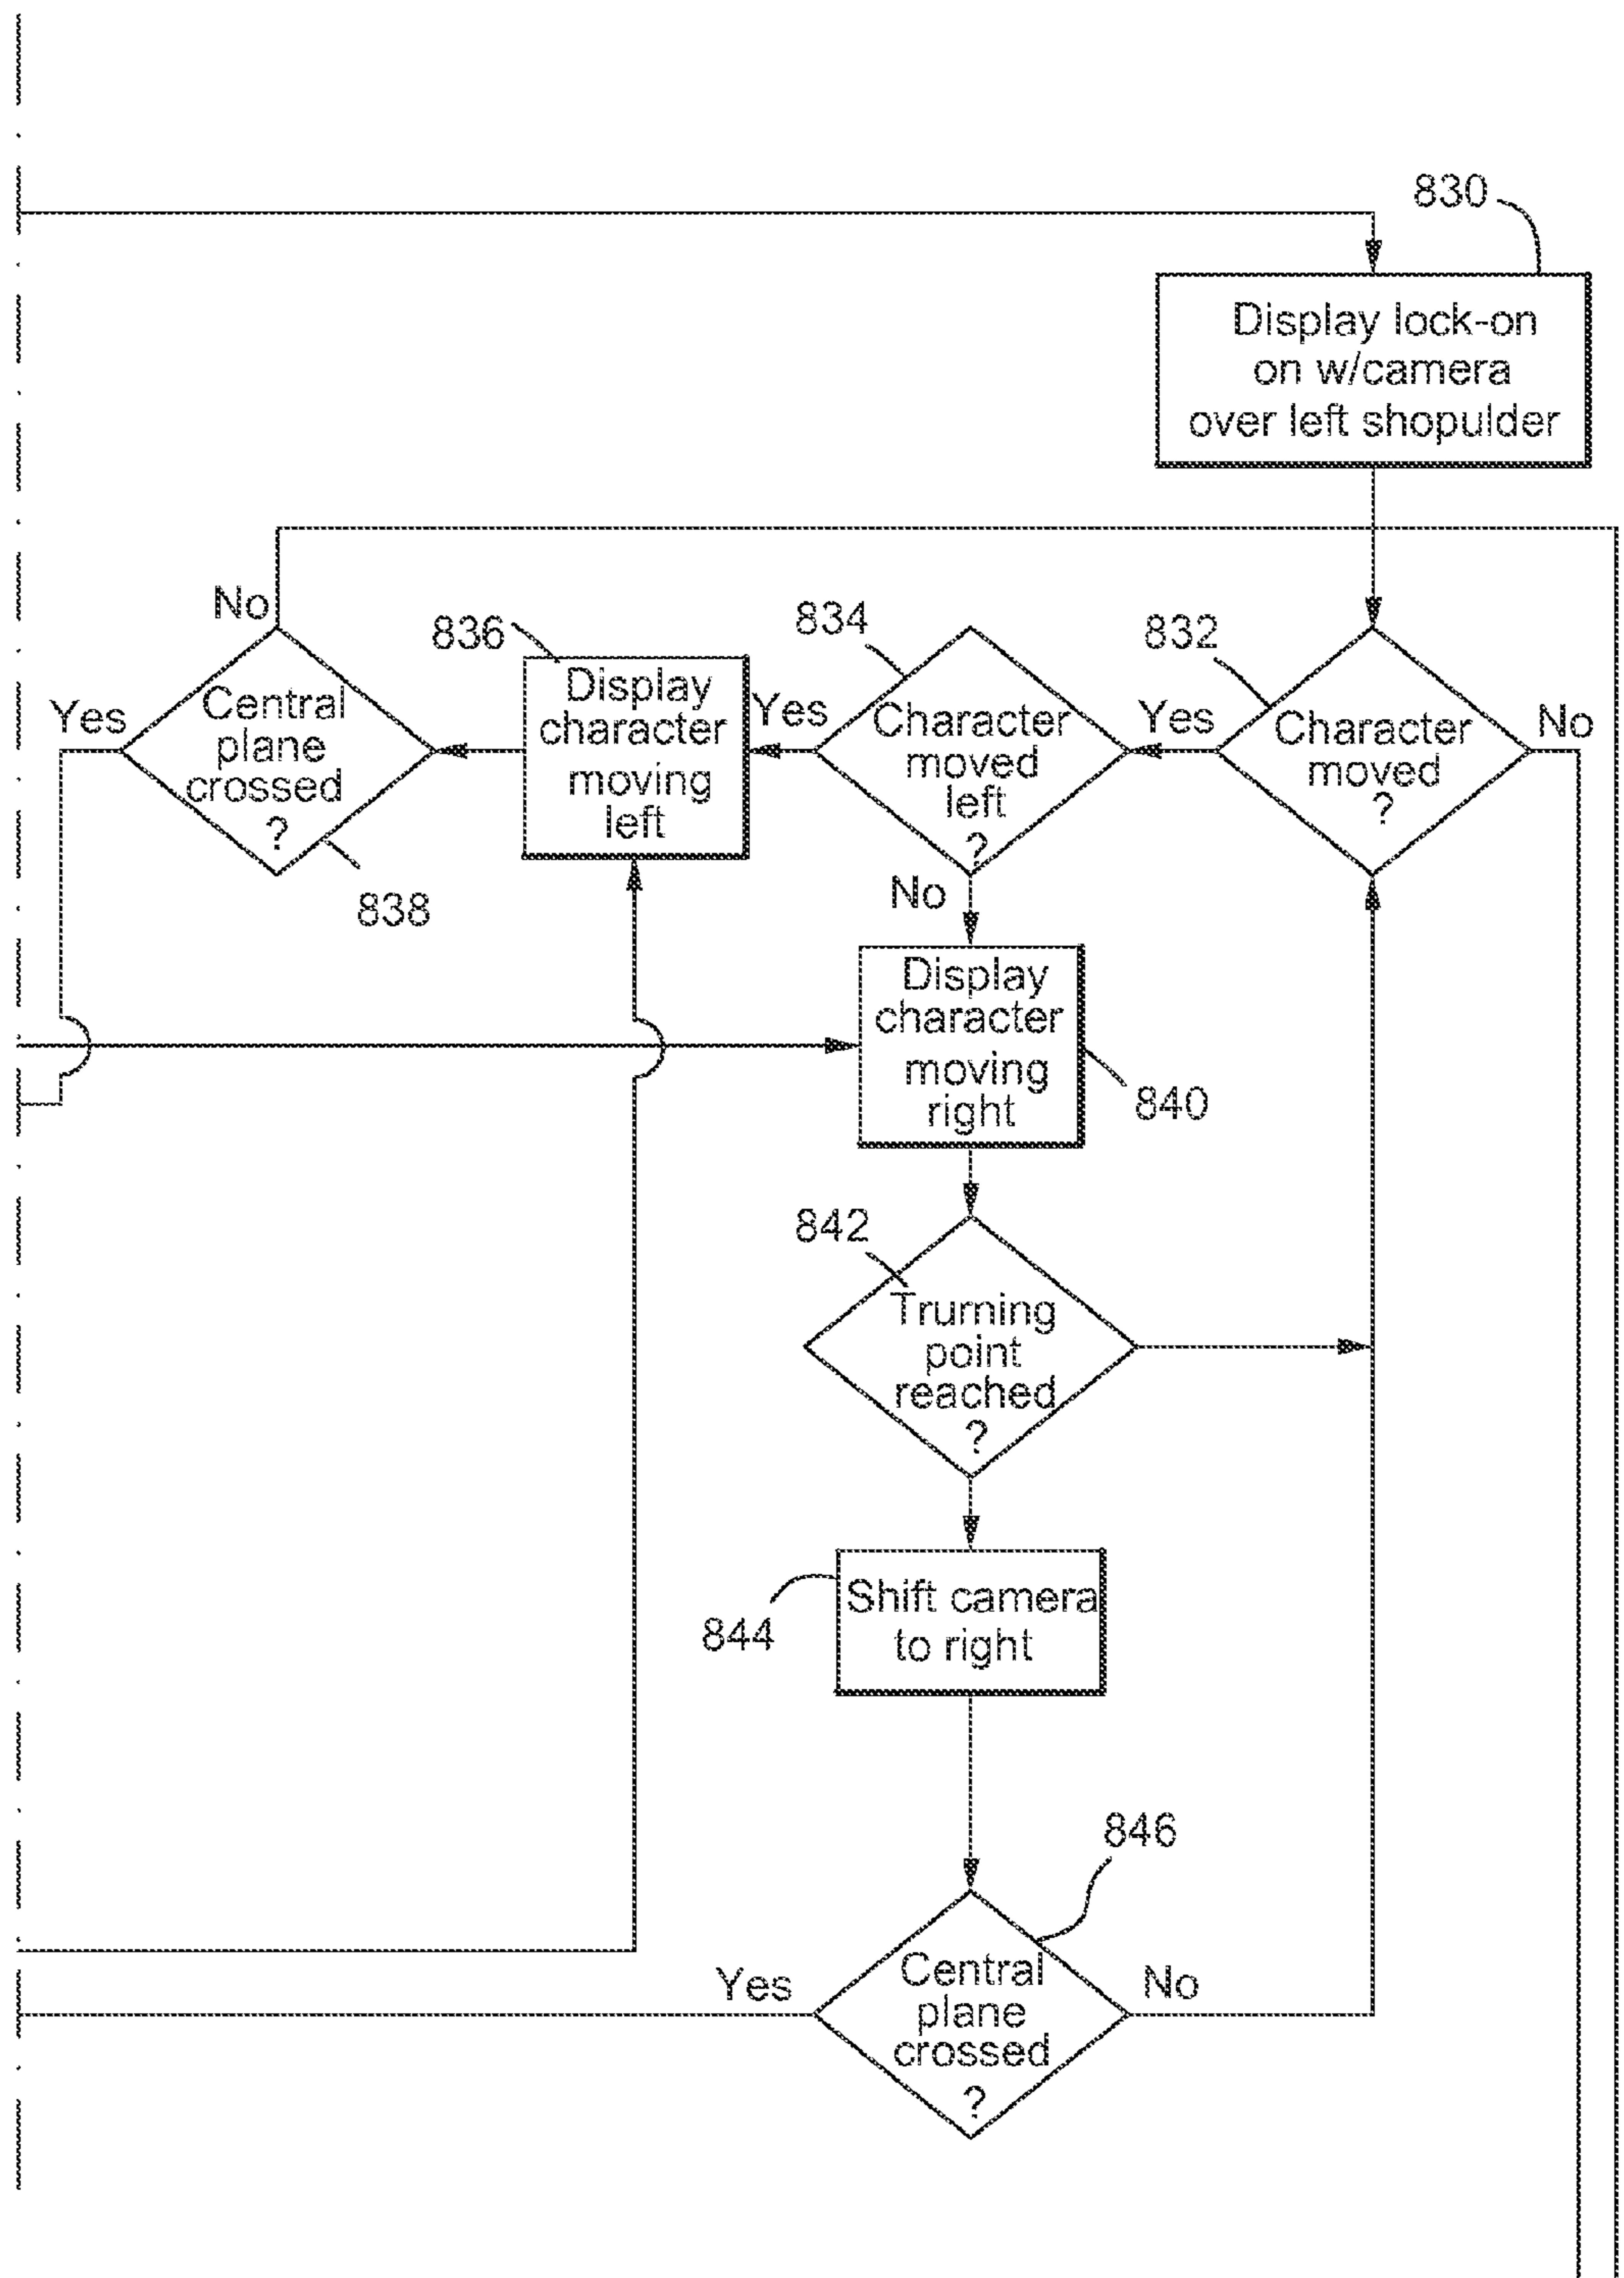 830
Display lock-on
on w/camera
over left shopulder
No
836
834
832
Yes
Central
plane
crossed
?
838
Display
character
moving
left
Yes
Character
moved
left
?
Yes
Character
moved
?
No
No
Display
character
moving
right
840
842
Trurning
point
reached
?
844
Shift camera
to right
846
Yes
Central
plane
crossed
?
No